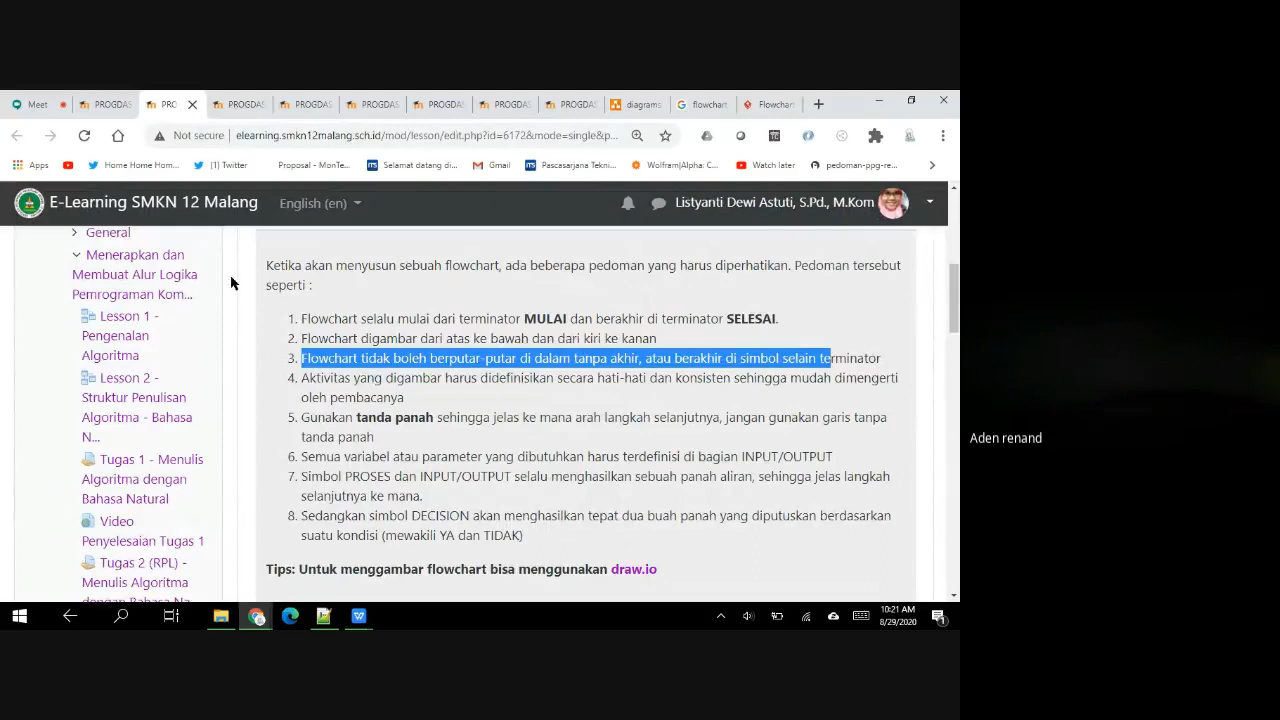 Meet
PROGDAS
PRO
PROGDAS
PROGDAS
PROGDAS
PROGDAS
PROGDAS
PROGDAS
diagrams
flowchart
Flowchart
Not secure
elearning.smkn12malang.sch.id/mod/lesson/edit.php?id=6172&mode=single&p...
Apps
Home Home Hom...
(1) Twitter
Proposal - MonTe...
ITS
Selamat datang di...
Gmail
ITS
Pascasarjana Tekni...
Wolfram|Alpha: C...
Watch later
pedoman-ppg-re...
E-Learning SMKN 12 Malang
English (en)
Listyanti Dewi Astuti, S.Pd., M.Kom
General
Menerapkan dan
Membuat Alur Logika
Pemrograman Kom...
Lesson 1 -
Pengenalan
Algoritma
Lesson 2 -
Struktur Penulisan
Algoritma - Bahasa
N...
Tugas 1 - Menulis
Algoritma dengan
Bahasa Natural
Video
Penyelesaian Tugas 1
Tugas 2 (RPL) -
Menulis Algoritma
dengan Bahasa Na
Ketika akan menyusun sebuah flowchart, ada beberapa pedoman yang harus diperhatikan. Pedoman tersebut
seperti :
1. Flowchart selalu mulai dari terminator MULAI dan berakhir di terminator SELESAI.
2. Flowchart digambar dari atas ke bawah dan dari kiri ke kanan
3. Flowchart tidak boleh berputar-putar di dalam tanpa akhir, atau berakhir di simbol selain terminator
4. Aktivitas yang digambar harus didefinisikan secara hati-hati dan konsisten sehingga mudah dimengerti
oleh pembacanya
5. Gunakan tanda panah sehingga jelas ke mana arah langkah selanjutnya, jangan gunakan garis tanpa
tanda panah
6. Semua variabel atau parameter yang dibutuhkan harus terdefinisi di bagian INPUT/OUTPUT
7. Simbol PROSES dan INPUT/OUTPUT selalu menghasilkan sebuah panah aliran, sehingga jelas langkah
selanjutnya ke mana.
8. Sedangkan simbol DECISION akan menghasilkan tepat dua buah panah yang diputuskan berdasarkan
suatu kondisi (mewakili YA dan TIDAK)
Tips: Untuk menggambar flowchart bisa menggunakan draw.io
Aden renand
10:21 AM
8/29/2020
1